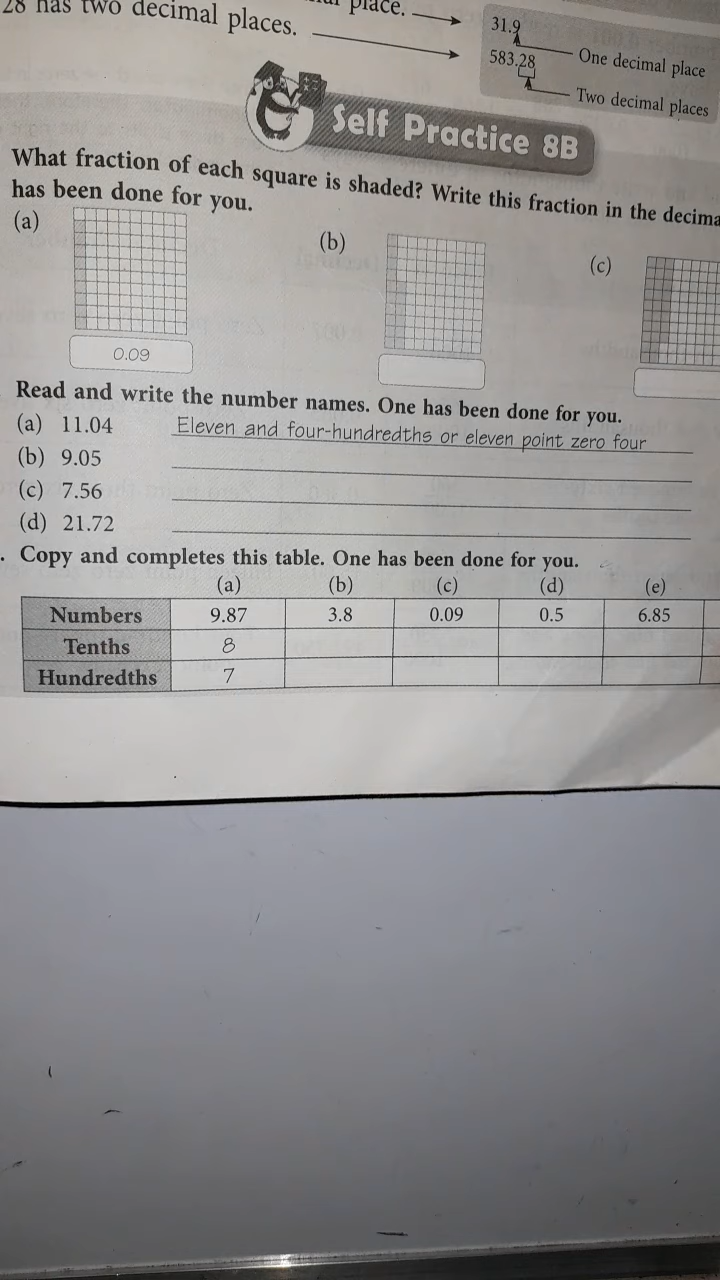 28 has two decimal places.
place.
31.9
One decimal place
583.28
Two decimal places
Self Practice 8B
What fraction of each square is shaded? Write this fraction in the
has been done for you.
(a)
(b)
(c)
0.09
Read and write the number names. One has been done for you.
(a) 11.04 Eleven and four-hundredths or eleven point zero four
(b) 9.05
(c) 7.56
(d) 21.72
. Copy and completes this table. One has been done for you.
(a) (b) (c) (d) (e)
Numbers 9.87 3.8 0.09 0.5 6.85
Tenths 8
Hundredths 7